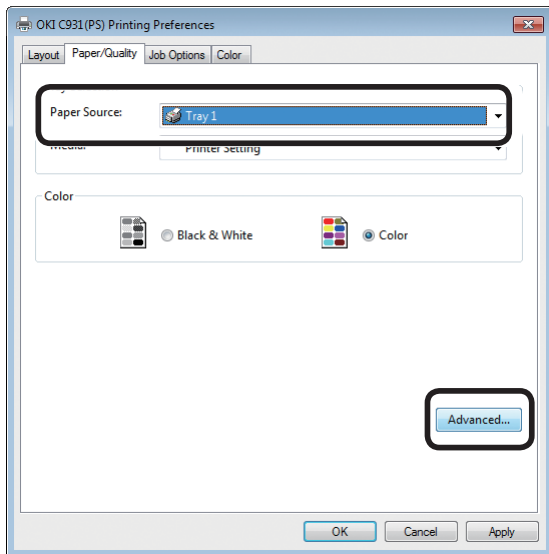 OKI C931(PS) Printing Preferences
Layout Paper/Quality Job Options Color
Paper Source: Tray 1
Media: Printer Setting
Color
Black & White Color
Advanced...
OK Cancel Apply